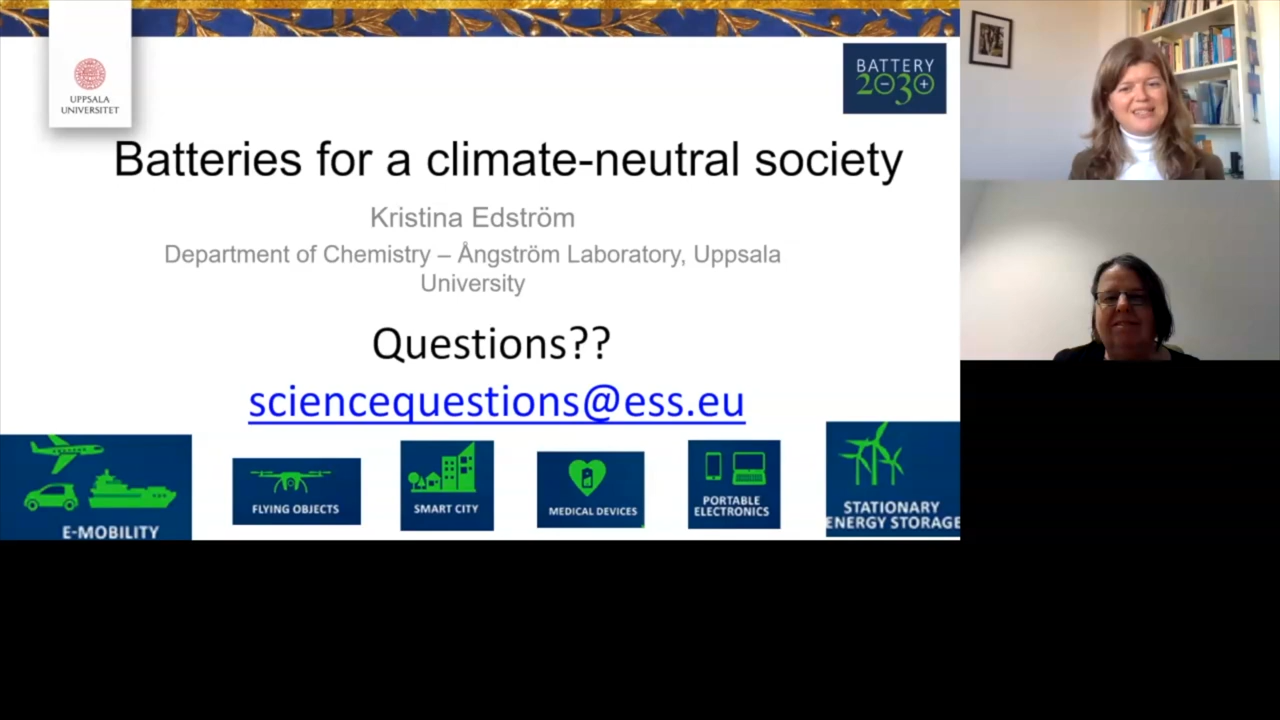 UPPSALA
UNIVERSITET
BATTERY
2030+
Batteries for a climate-neutral society
Kristina Edström
Department of Chemistry – Ångström Laboratory, Uppsala
University
Questions??
sciencequestions@ess.eu
E-MOBILITY
FLYING OBJECTS
SMART CITY
MEDICAL DEVICES
PORTABLE
ELECTRONICS
STATIONARY
ENERGY STORAGE